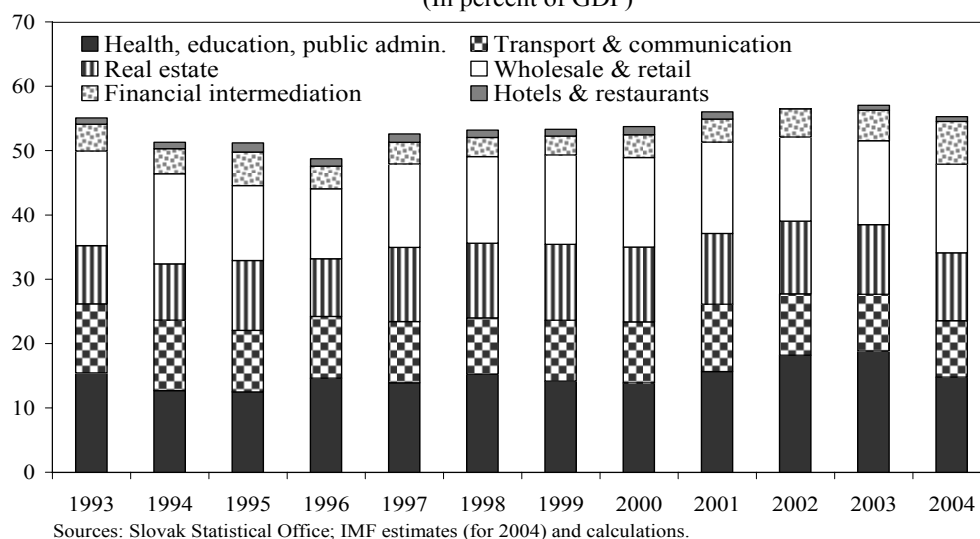 (In percent of GDP)
70
Health, education, public admin. Transport & communication
60 Real estate Wholesale & retail
Financial intermediation Hotels & restaurants
50
40
30
20
10
0
1993 1994 1995 1996 1997 1998 1999 2000 2001 2002 2003 2004
Sources: Slovak Statistical Office; IMF estimates (for 2004) and calculations.